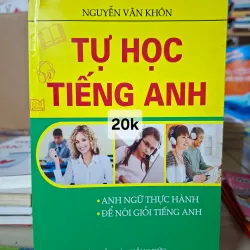 NGUYỄN VĂN KHÔN
TỰ HỌC
TIẾNG ANH
20k
• ANH NGỮ THỰC HÀNH
• ĐỂ NÓI GIỎI TIẾNG ANH